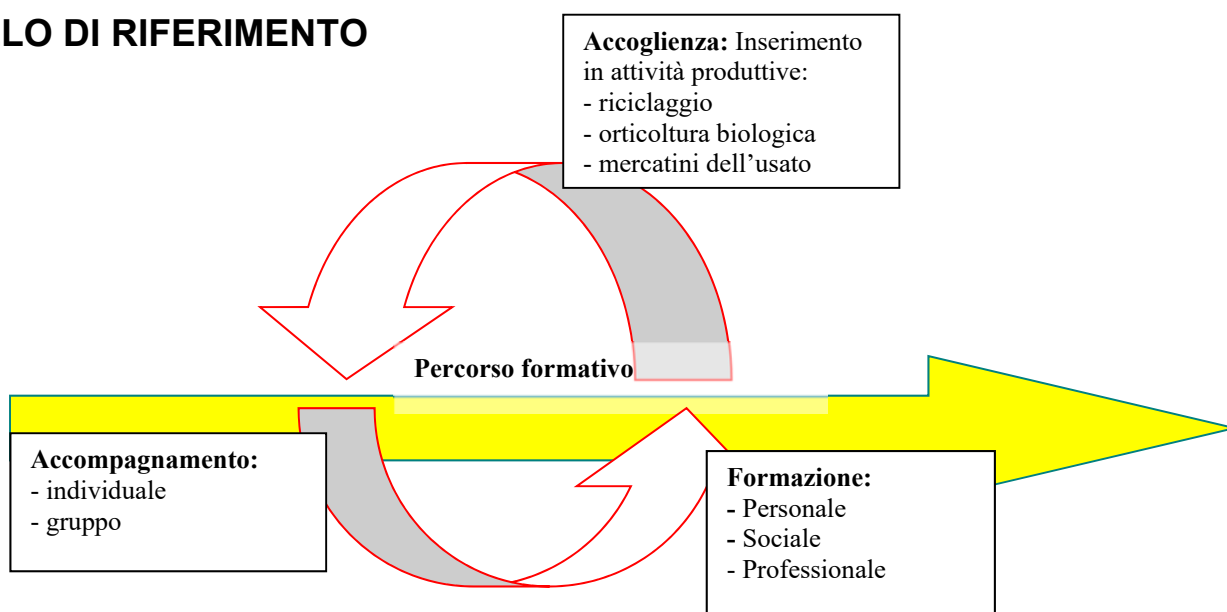 LO DI RIFERIMENTO
Accoglienza: Inserimento
in attività produttive:
- riciclaggio
- orticoltura biologica
- mercatini dell’usato
Percorso formativo
Accompagnamento:
- individuale
- gruppo
Formazione:
- Personale
- Sociale
- Professionale